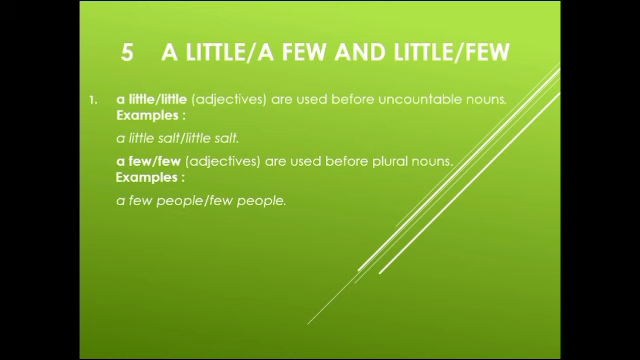 5 A LITTLE/A FEW AND LITTLE/FEW
1. a little/little (adjectives) are used before uncountable nouns.
Examples :
a little salt/little salt.
a few/few (adjectives) are used before plural nouns.
Examples :
a few people/few people.